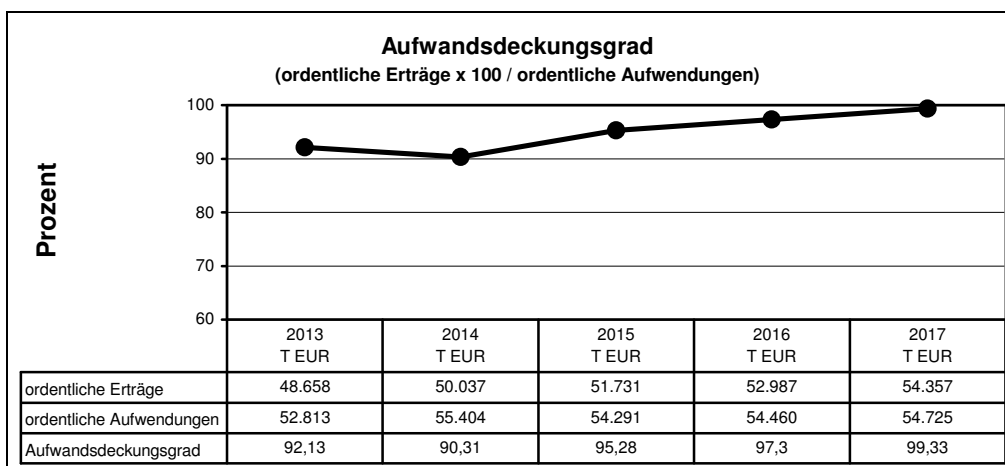 Aufwandsdeckungsgrad
(ordentliche Erträge x 100 / ordentliche Aufwendungen)
Prozent
100
90
80
70
60
2013 2014 2015 2016 2017
T EUR T EUR T EUR T EUR T EUR
ordentliche Erträge 48.658 50.037 51.731 52.987 54.357
ordentliche Aufwendungen 52.813 55.404 54.291 54.460 54.725
Aufwandsdeckungsgrad 92,13 90,31 95,28 97,3 99,33